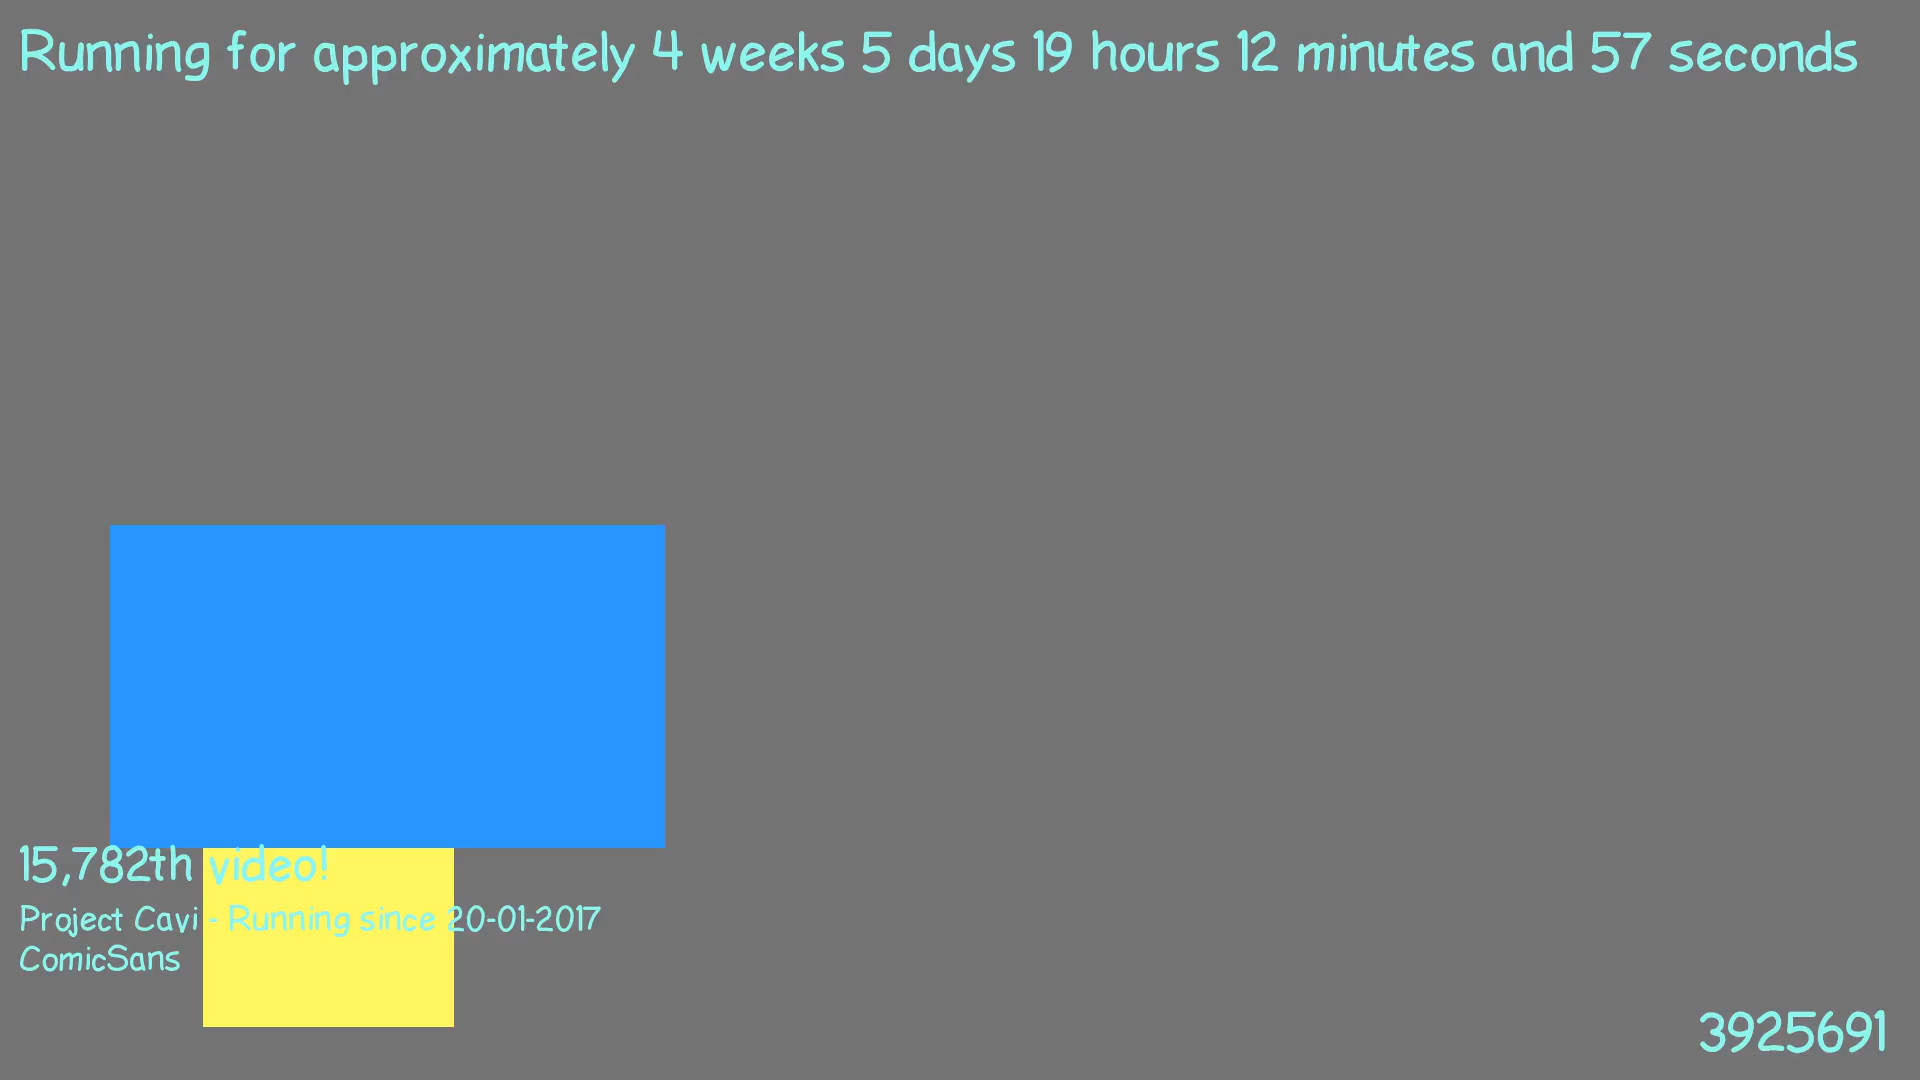 Running for approximately 4 weeks 5 days 19 hours 12 minutes and 57 seconds
15,782th video!
Project Cavi - Running since 20-01-2017
ComicSans
3925691